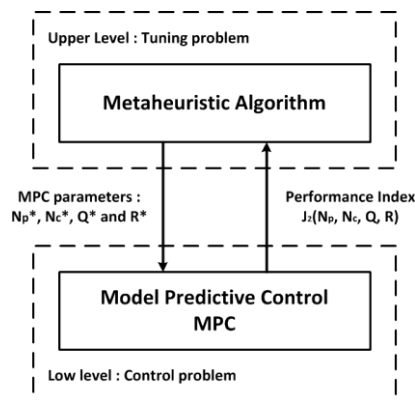 Upper Level : Tuning problem
Metaheuristic Algorithm
MPC parameters :
Np*, Nc*, Q* and R*
Performance Index
J₂(Np, Nc, Q, R)
Model Predictive Control
MPC
Low level : Control problem